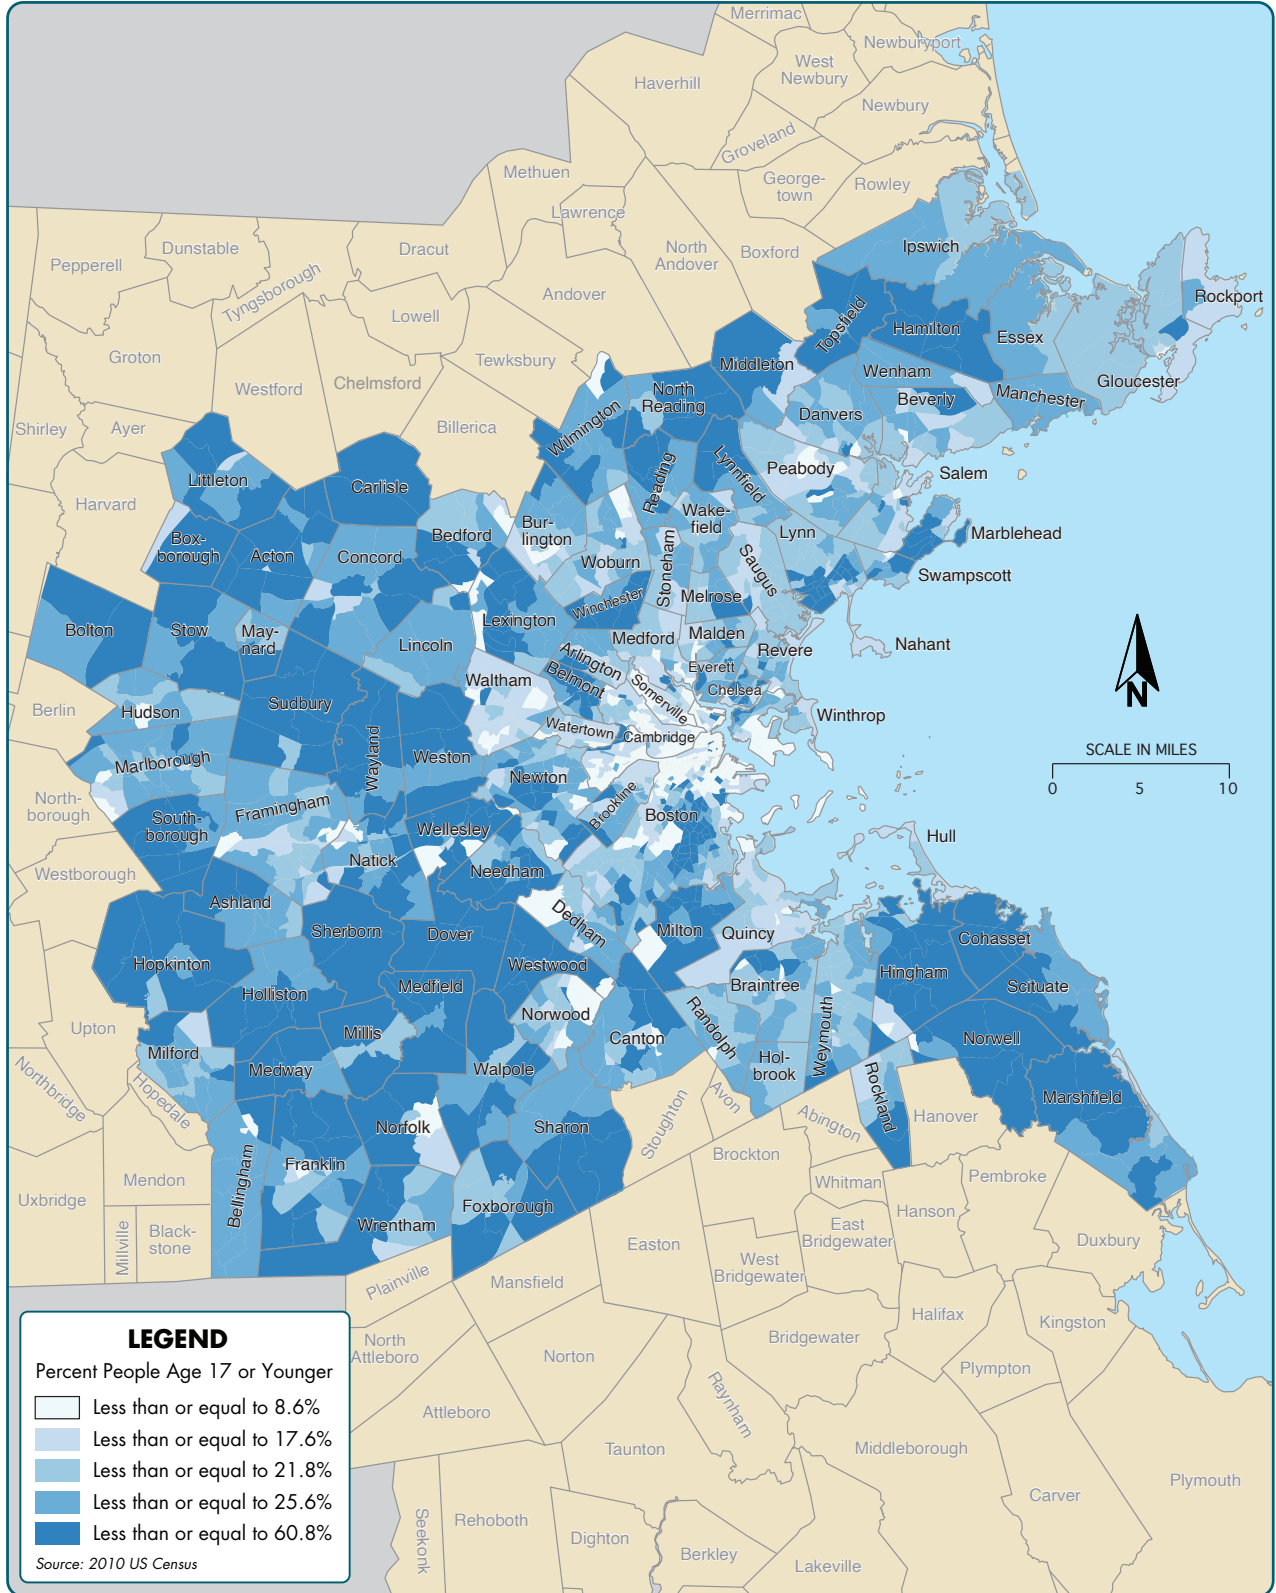 Merrimac
Newburyport
West
Newbury
Haverhill
Newbury
Groveland
Methuen
George-
town
Rowley
Lawrence
Dunstable
Dracut
North
Andover
Boxford
Ipswich
Pepperell
Tyngsborough
Andover
Rockport
Lowell
Topsfield
Hamilton
Essex
Groton
Tewksbury
Middleton
Wenham
Gloucester
Westford
Chelmsford
North
Reading
Beverly
Manchester
Shirley
Ayer
Billerica
Wilmington
Danvers
Littleton
Carlisle
Reading
Lynnfield
Peabody
Salem
Harvard
Wake-
field
Bedford
Bur-
lington
Lynn
Marblehead
Box-
borough
Acton
Concord
Woburn
Stoneham
Saugus
Swampscott
Winchester
Melrose
Bolton
Stow
May-
nard
Lincoln
Lexington
Medford
Malden
Revere
Nahant
Arlington
Everett
Belmont
Waltham
Somerville
Chelsea
N
Berlin
Hudson
Sudbury
Winthrop
Watertown
Cambridge
Marlborough
Wayland
Weston
SCALE IN MILES
0
5
10
Newton
North-
borough
Framingham
Brookline
Boston
South-
borough
Wellesley
Hull
Natick
Westborough
Needham
Ashland
Dedham
Sherborn
Dover
Milton
Quincy
Cohasset
Hopkinton
Westwood
Hingham
Holliston
Medfield
Braintree
Scituate
Upton
Norwood
Randolph
Weymouth
Millis
Canton
Norwell
Milford
Hol-
brook
Medway
Walpole
Rockland
Northbridge
Hopedale
Avon
Marshfield
Norfolk
Sharon
Stoughton
Abington
Hanover
Franklin
Brockton
Mendon
Bellingham
Whitman
Pembroke
Uxbridge
Foxborough
Hanson
Wrentham
East
Bridgewater
Millville
Black-
stone
Easton
Duxbury
West
Bridgewater
Plainville
Mansfield
Halifax
Kingston
North
Attleboro
Bridgewater
Norton
Plympton
Raynham
Attleboro
Taunton
Middleborough
Plymouth
Carver
Seekonk
Rehoboth
Dighton
Berkley
Lakeville
LEGEND
Percent People Age 17 or Younger
Less than or equal to 8.6%
Less than or equal to 17.6%
Less than or equal to 21.8%
Less than or equal to 25.6%
Less than or equal to 60.8%
Source: 2010 US Census